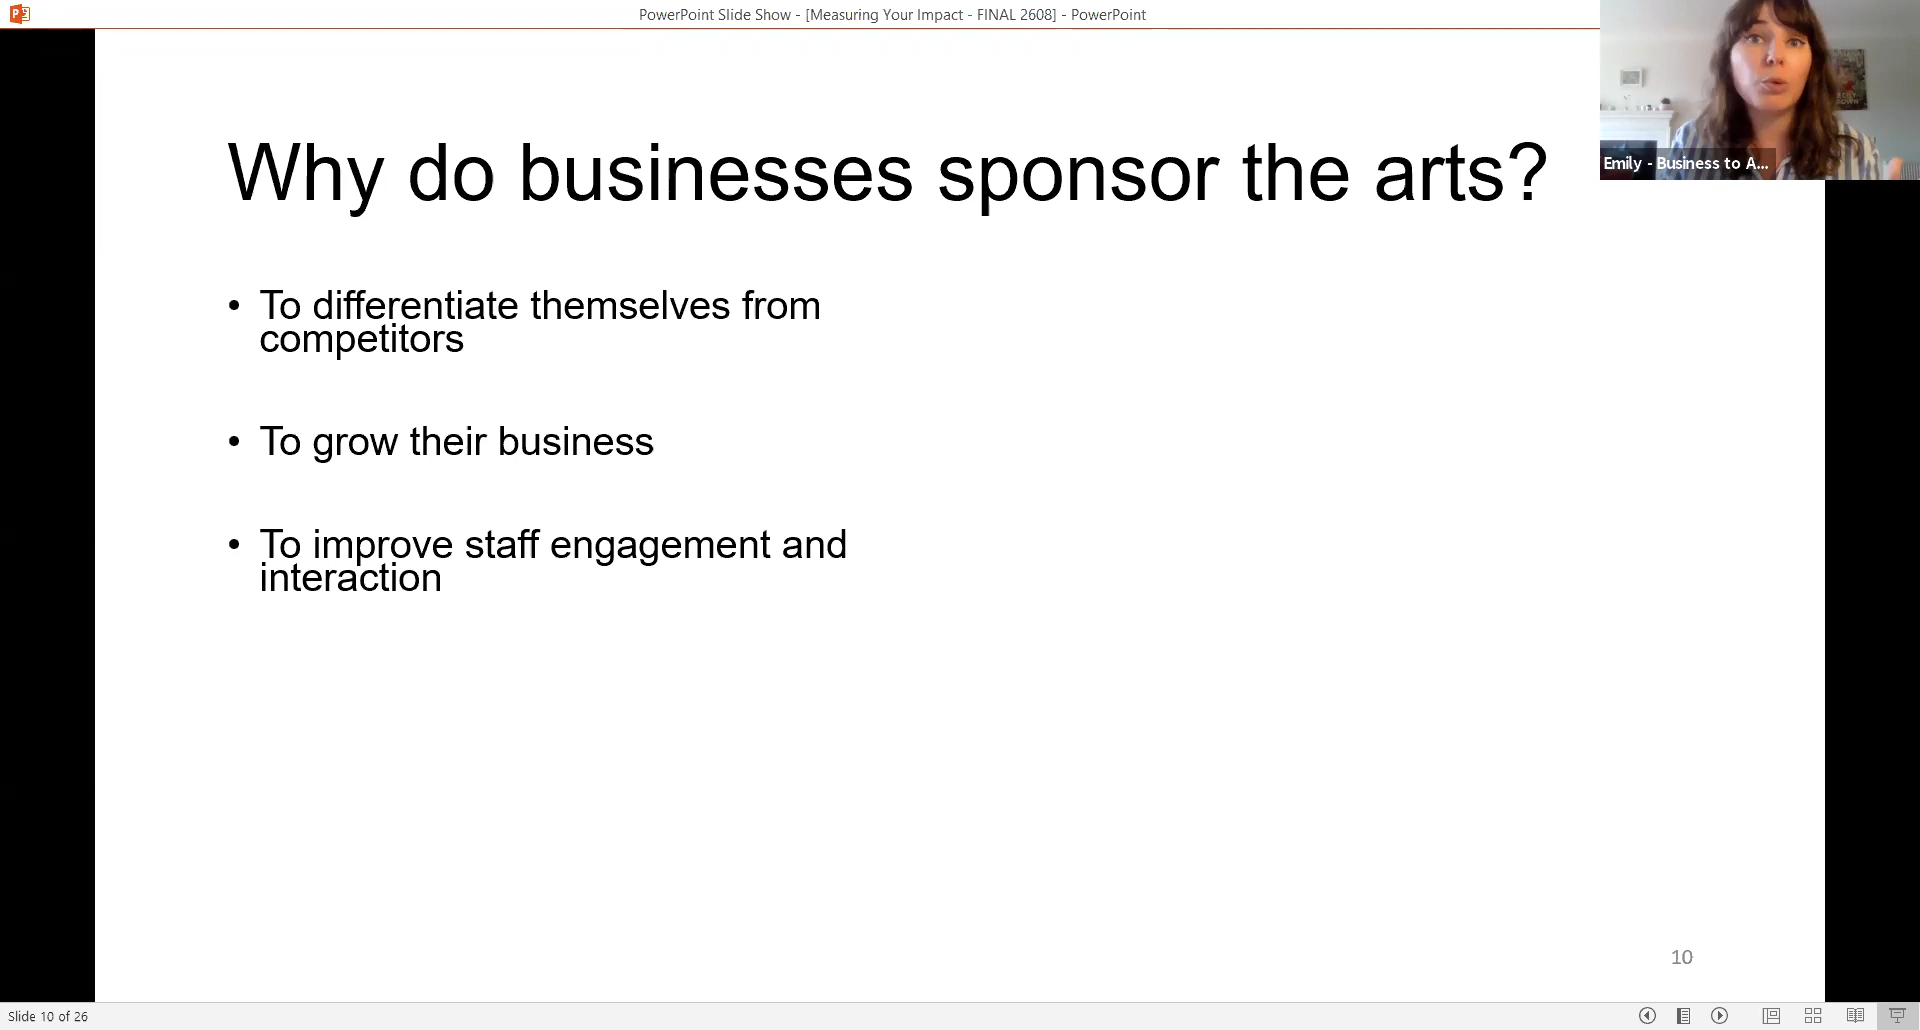 PowerPoint Slide Show - [Measuring Your Impact - FINAL 2608] - PowerPoint
Emily - Business to A...
Why do businesses sponsor the arts?
• To differentiate themselves from
competitors
• To grow their business
• To improve staff engagement and
interaction
10
Slide 10 of 26